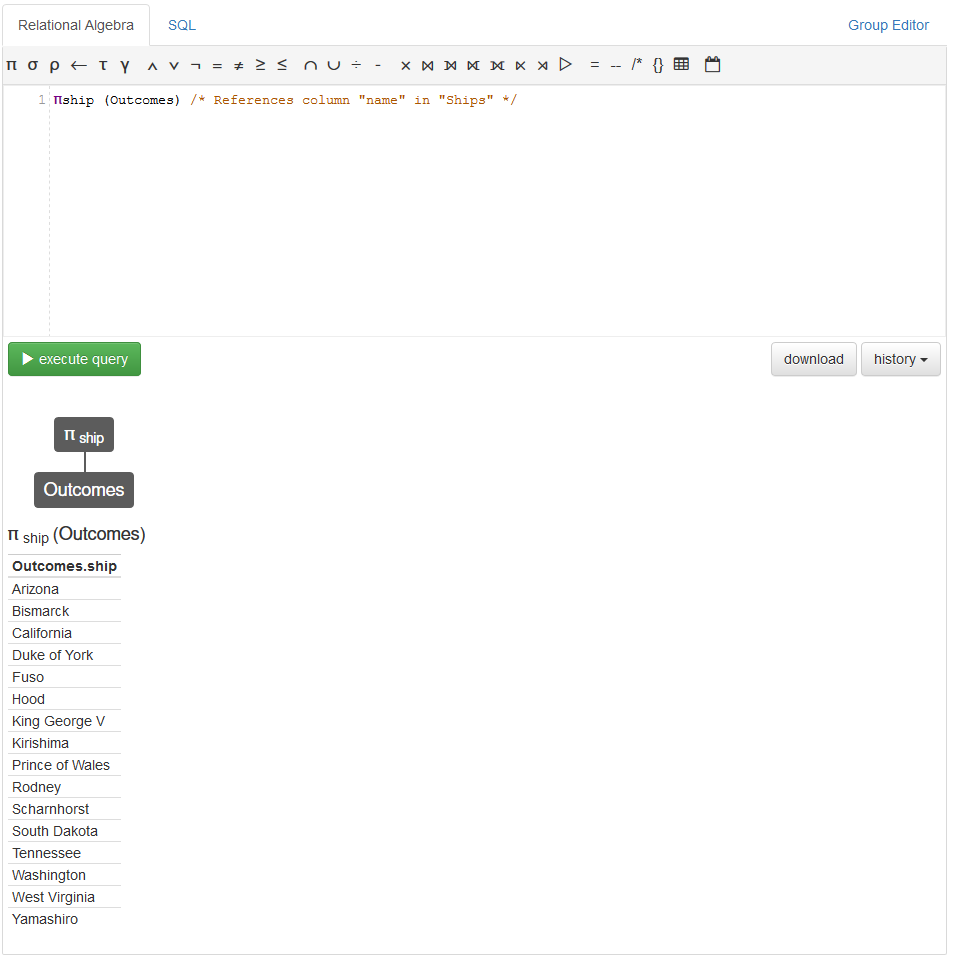 Relational Algebra SQL Group Editor
π σ ρ ← τ γ ∧ ∨ ¬ = ≠ ≥ ≤ ∩ ∪ ÷ - × ⋈ ⟕ ⟖ ⟗ ⋉ ⋊ ▷ = -- /* {}
1 πship (Outcomes) /* References column "name" in "Ships" */
execute query download history
π ship
Outcomes
π ship (Outcomes)
Outcomes.ship
Arizona
Bismarck
California
Duke of York
Fuso
Hood
King George V
Kirishima
Prince of Wales
Rodney
Scharnhorst
South Dakota
Tennessee
Washington
West Virginia
Yamashiro